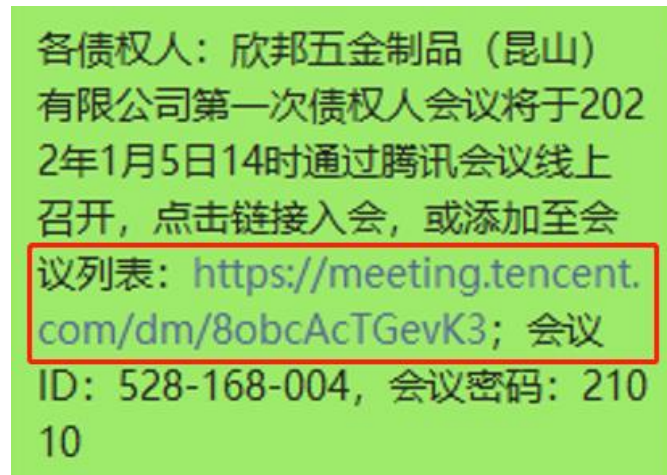 各债权人：欣邦五金制品（昆山）
有限公司第一次债权人会议将于202
2年1月5日14时通过腾讯会议线上
召开，点击链接入会，或添加至会
议列表：https://meeting.tencent.
com/dm/8obcAcTGevK3；会议
ID：528-168-004，会议密码：210
10